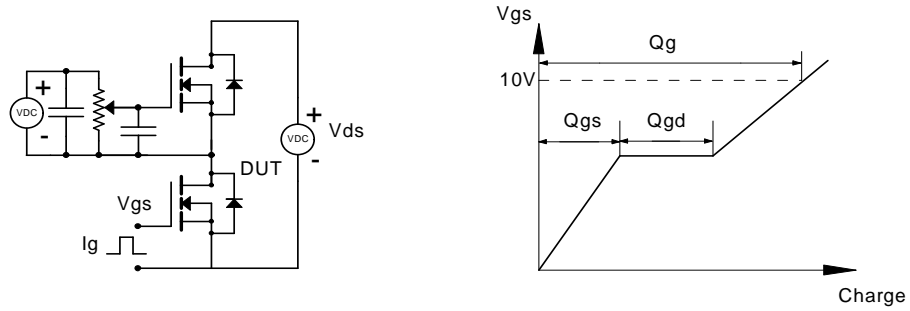 +
VDC
-
+
VDC
-
Vds
DUT
Vgs
Ig
Vgs
Qg
10V
Qgs
Qgd
Charge